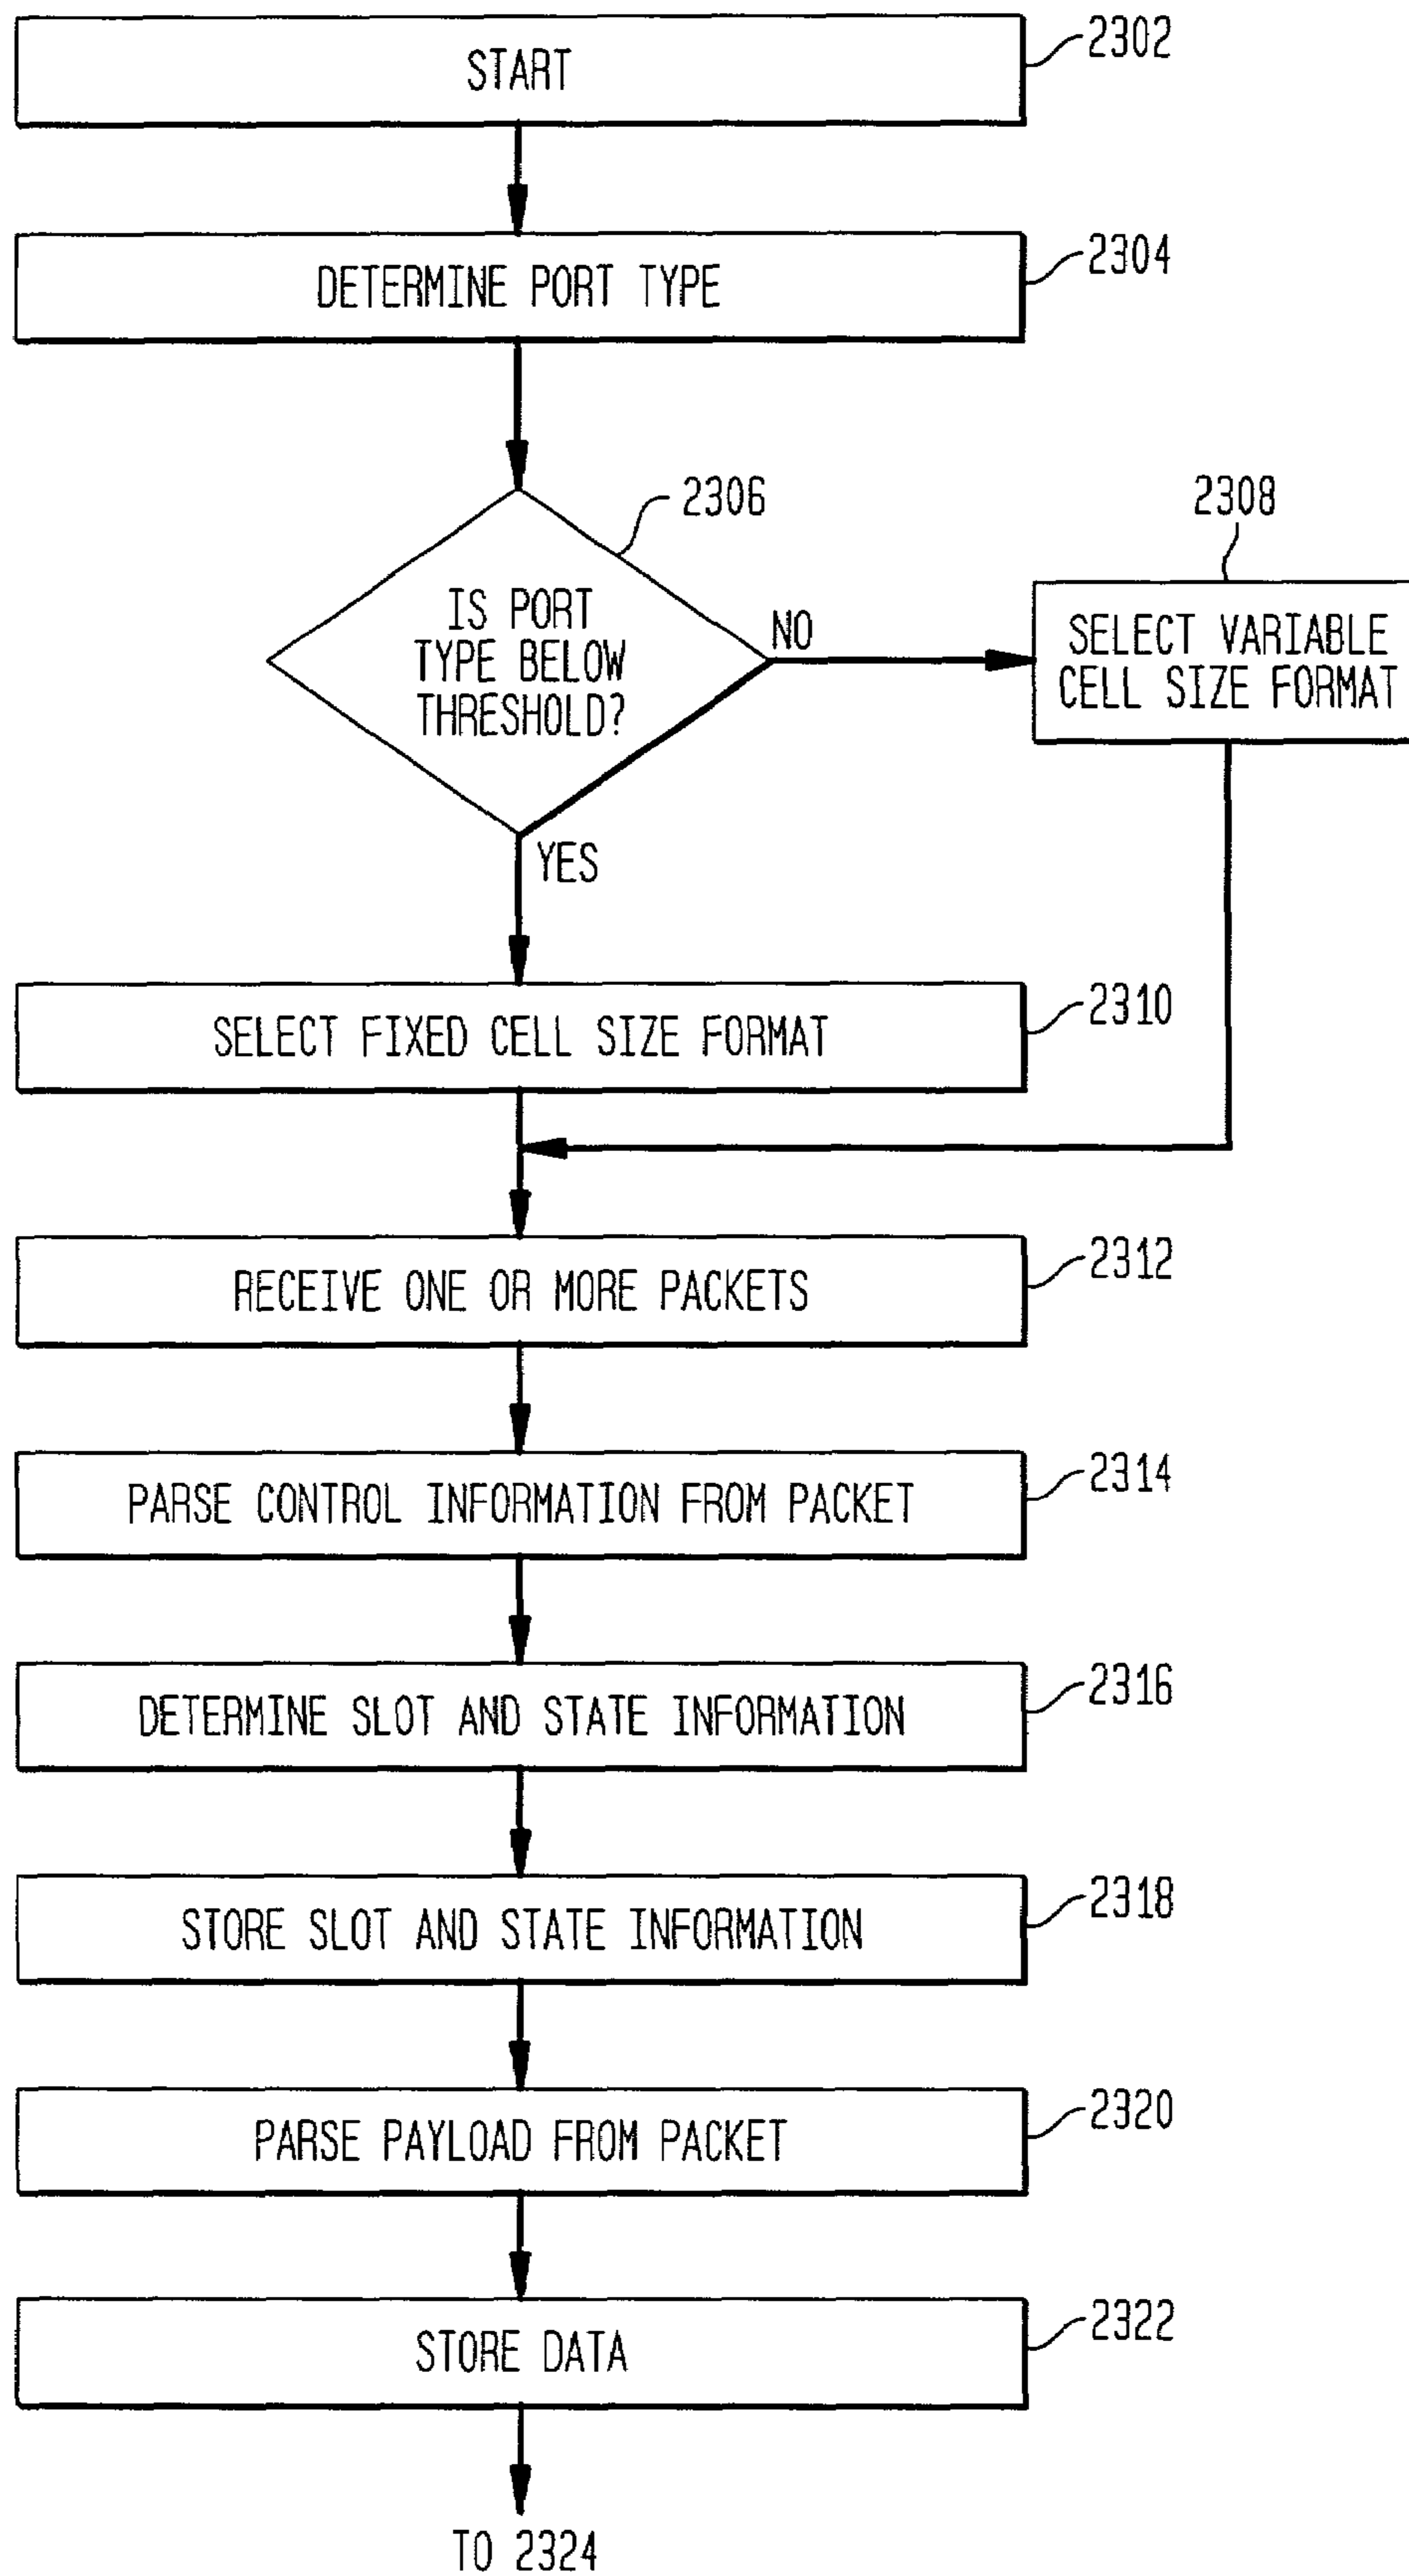 START
2302
DETERMINE PORT TYPE
2304
IS PORT
TYPE BELOW
THRESHOLD?
2306
NO
2308
SELECT VARIABLE
CELL SIZE FORMAT
YES
SELECT FIXED CELL SIZE FORMAT
2310
RECEIVE ONE OR MORE PACKETS
2312
PARSE CONTROL INFORMATION FROM PACKET
2314
DETERMINE SLOT AND STATE INFORMATION
2316
STORE SLOT AND STATE INFORMATION
2318
PARSE PAYLOAD FROM PACKET
2320
STORE DATA
2322
TO 2324